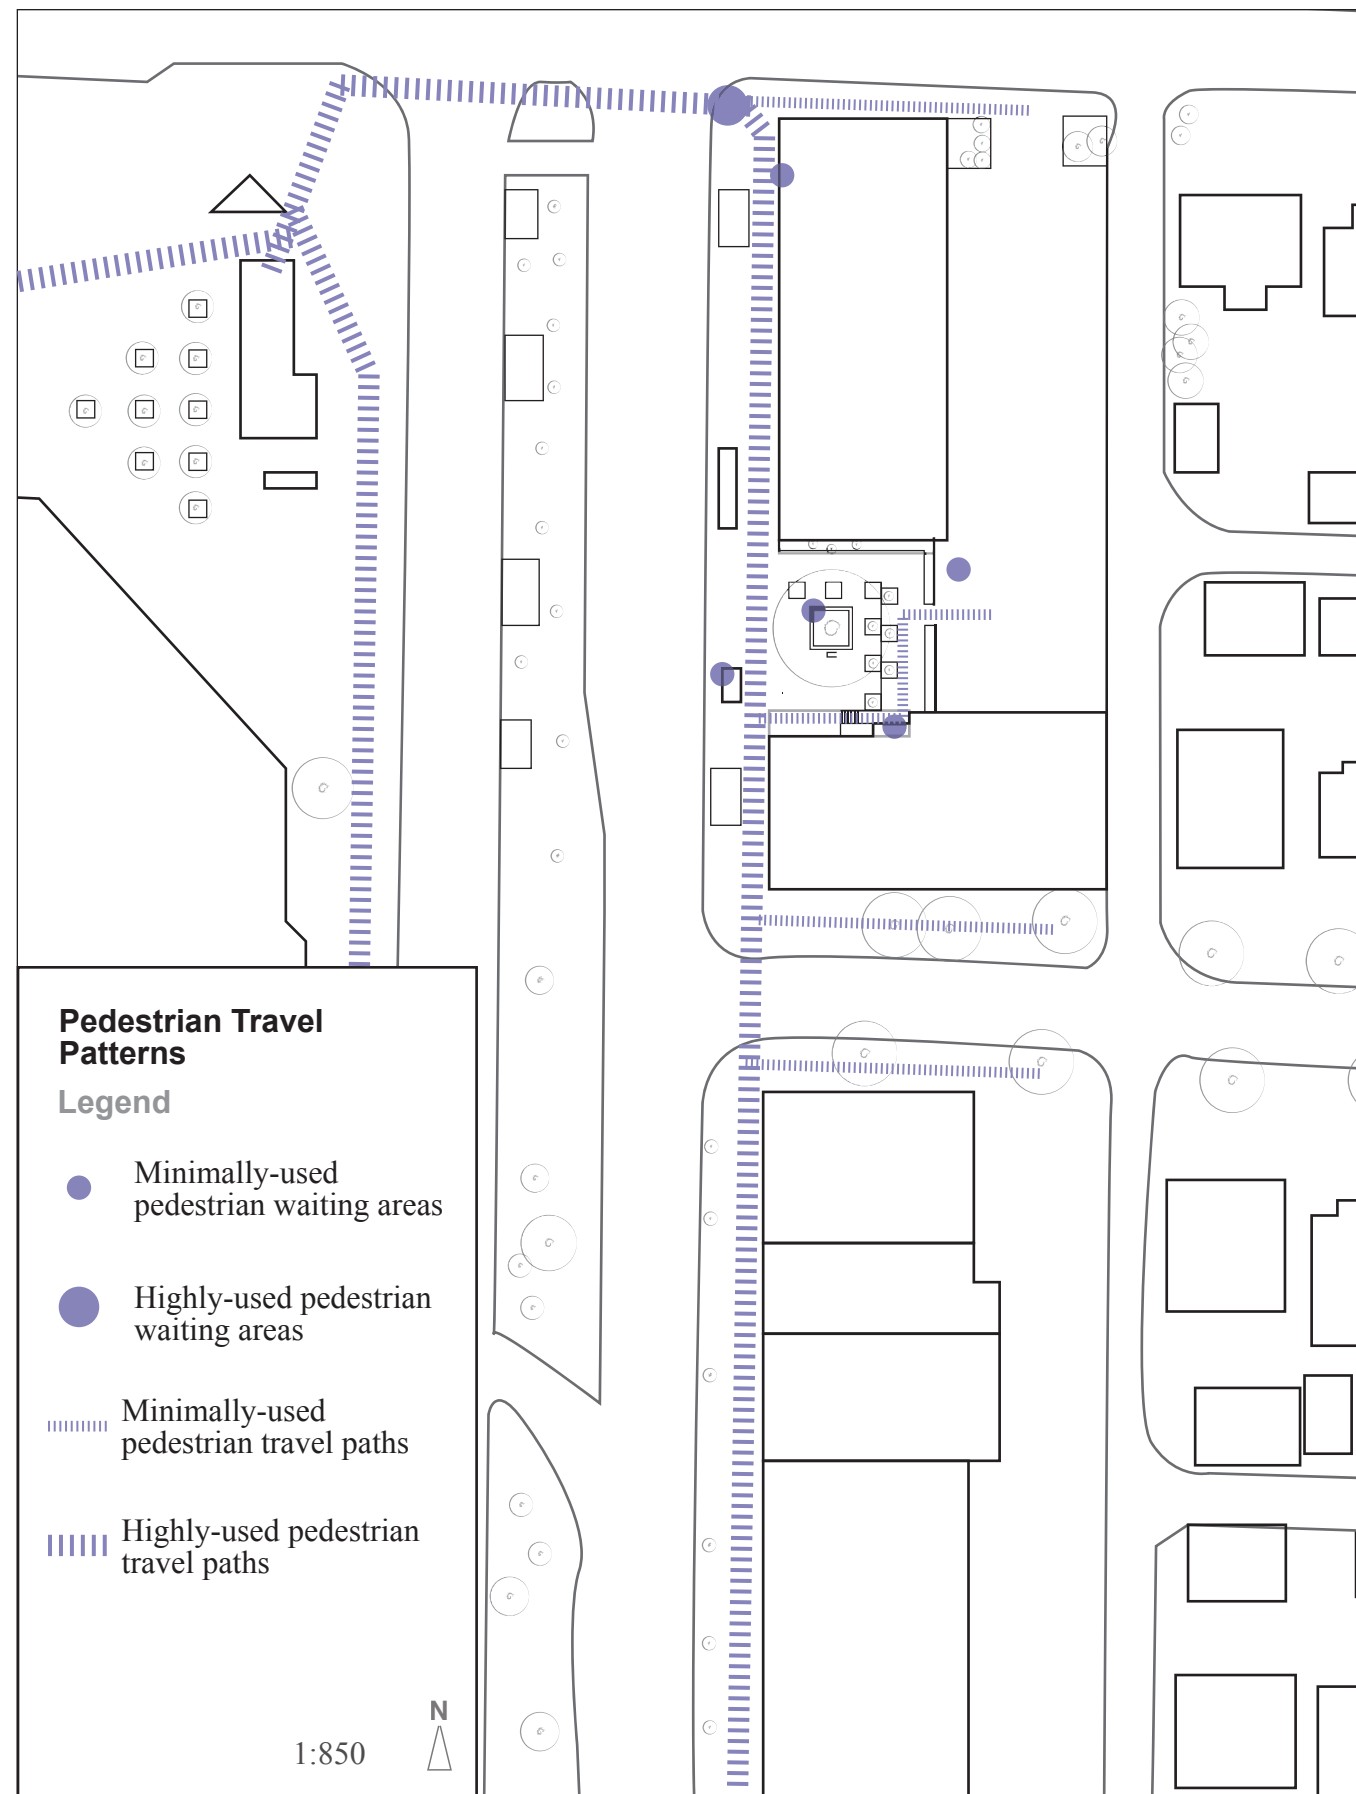 Pedestrian Travel
Patterns
Legend
Minimally-used
pedestrian waiting areas
Highly-used pedestrian
waiting areas
Minimally-used
pedestrian travel paths
Highly-used pedestrian
travel paths
N
1:850